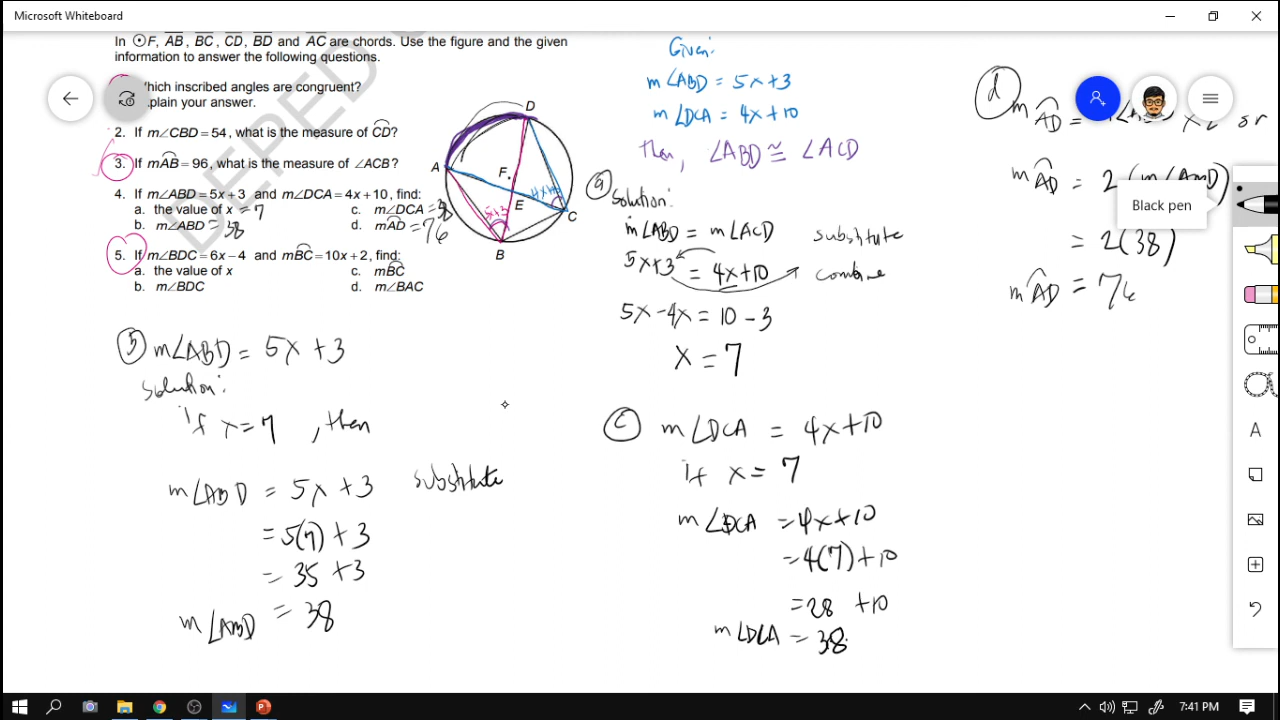 Microsoft Whiteboard
In ⊙F, AB, BC, CD, BD and AC are chords. Use the figure and the given
information to answer the following questions.
hich inscribed angles are congruent?
plain your answer.
2. If m∠CBD = 54, what is the measure of CD?
3. If mAB = 96, what is the measure of ∠ACB?
4. If m∠ABD = 5x + 3 and m∠DCA = 4x + 10, find:
a. the value of x = 7
c. m∠DCA = 38
b. m∠ABD = 38
d. mAD = 76
5. If m∠BDC = 6x – 4 and mBC = 10x + 2, find:
a. the value of x
c. mBC
b. m∠BDC
d. m∠BAC
DEPED
D
A
F
E
C
B
5x+3
4x+10
Given:
m∠ABD = 5x+3
m∠DCA = 4x+10
then, ∠ABD ≅ ∠ACD
a
Solution:
m∠ABD = m∠ACD substitute
5x+3 = 4x+10 combine
5x-4x = 10-3
x = 7
m∠ABD = 5x+3
Solution:
if x=7, then
m∠ABD = 5x+3 substitute
= 5(7)+3
= 35+3
m∠ABD = 38
c m∠DCA = 4x+10
if x = 7
m∠DCA = 4x+10
= 4(7)+10
= 28 +10
m∠DCA = 38
d
mAD = x2 or
mAD = 2(m∠ABD)
= 2(38)
mAD = 76
Black pen
A
7:41 PM